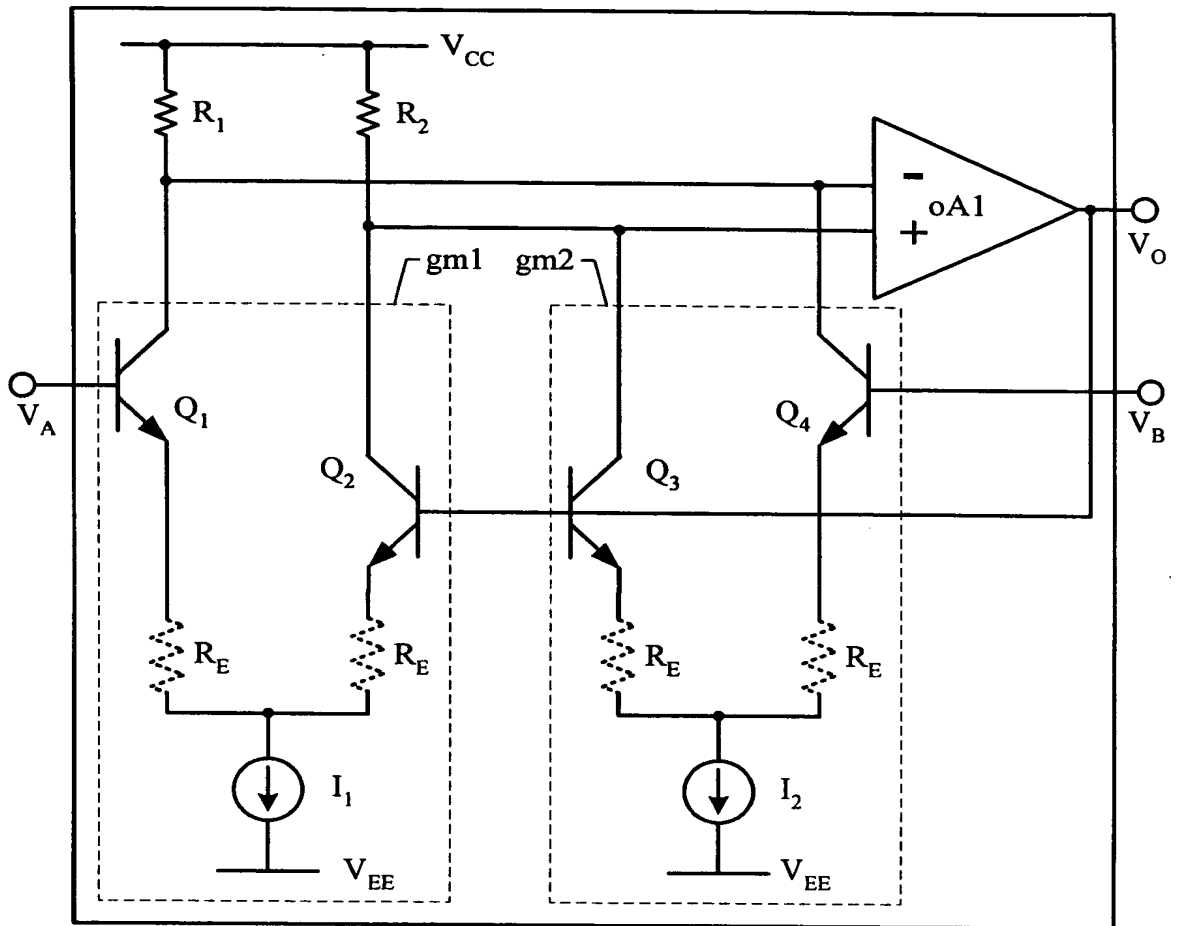 V_CC
R_1
R_2
-
oA1
+
V_O
gm1
gm2
V_A
Q_1
Q_4
V_B
Q_2
Q_3
R_E
R_E
R_E
R_E
I_1
I_2
V_EE
V_EE